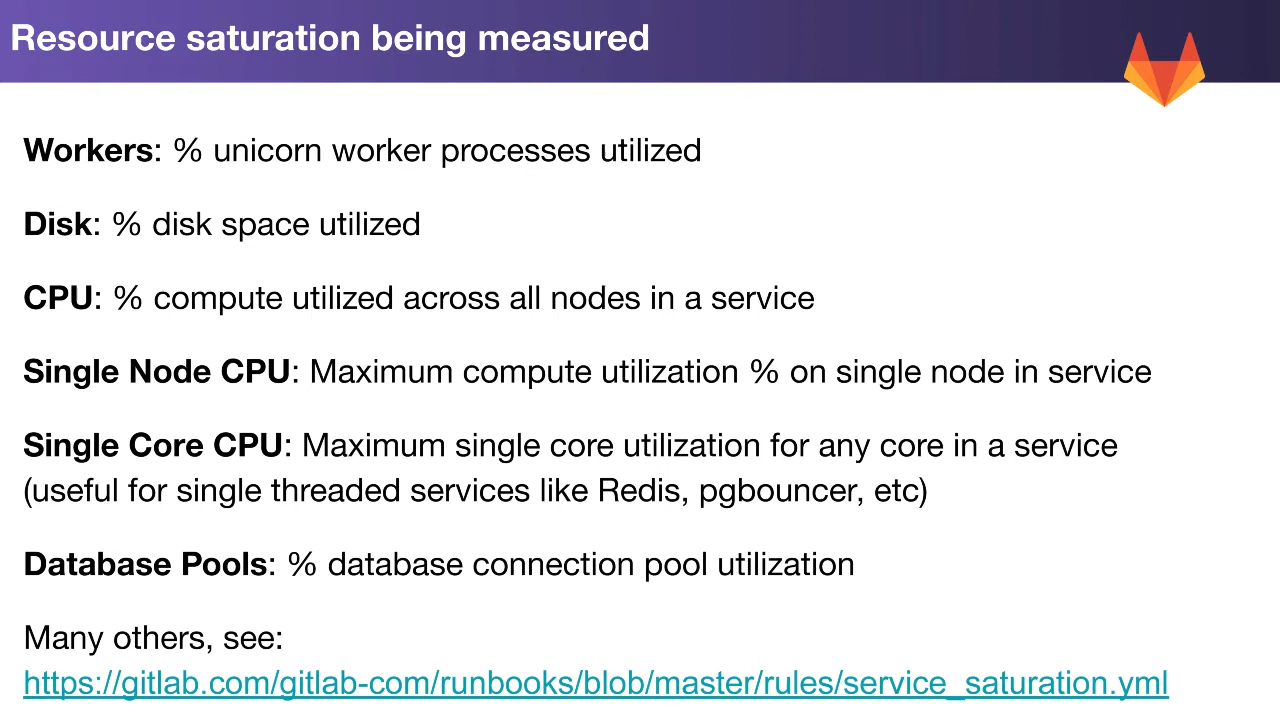 Resource saturation being measured
Workers: % unicorn worker processes utilized
Disk: % disk space utilized
CPU: % compute utilized across all nodes in a service
Single Node CPU: Maximum compute utilization % on single node in service
Single Core CPU: Maximum single core utilization for any core in a service
(useful for single threaded services like Redis, pgbouncer, etc)
Database Pools: % database connection pool utilization
Many others, see:
https://gitlab.com/gitlab-com/runbooks/blob/master/rules/service_saturation.yml